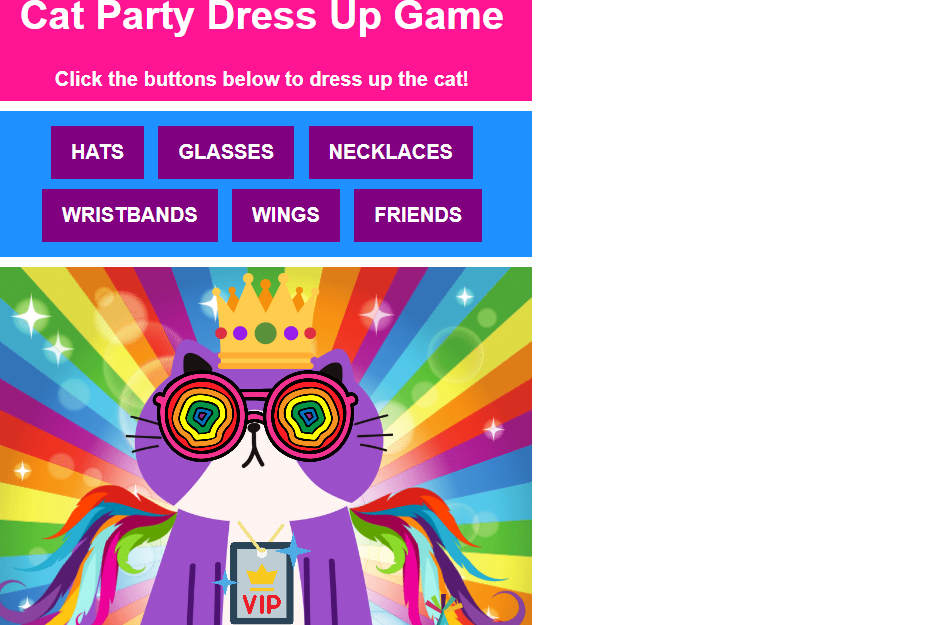 Cat Party Dress Up Game
Click the buttons below to dress up the cat!
HATS GLASSES NECKLACES
WRISTBANDS WINGS FRIENDS
VIP